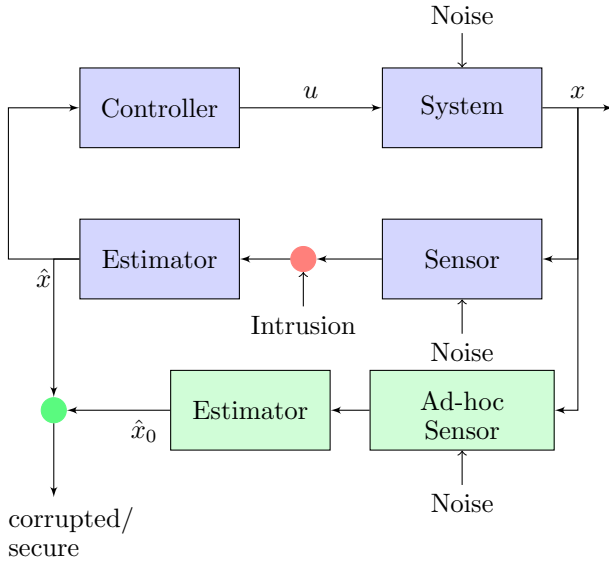 Noise
Controller
u
System
x
Estimator
Sensor
x̂
Intrusion
Noise
Estimator
Ad-hoc
Sensor
x̂₀
Noise
corrupted/
secure